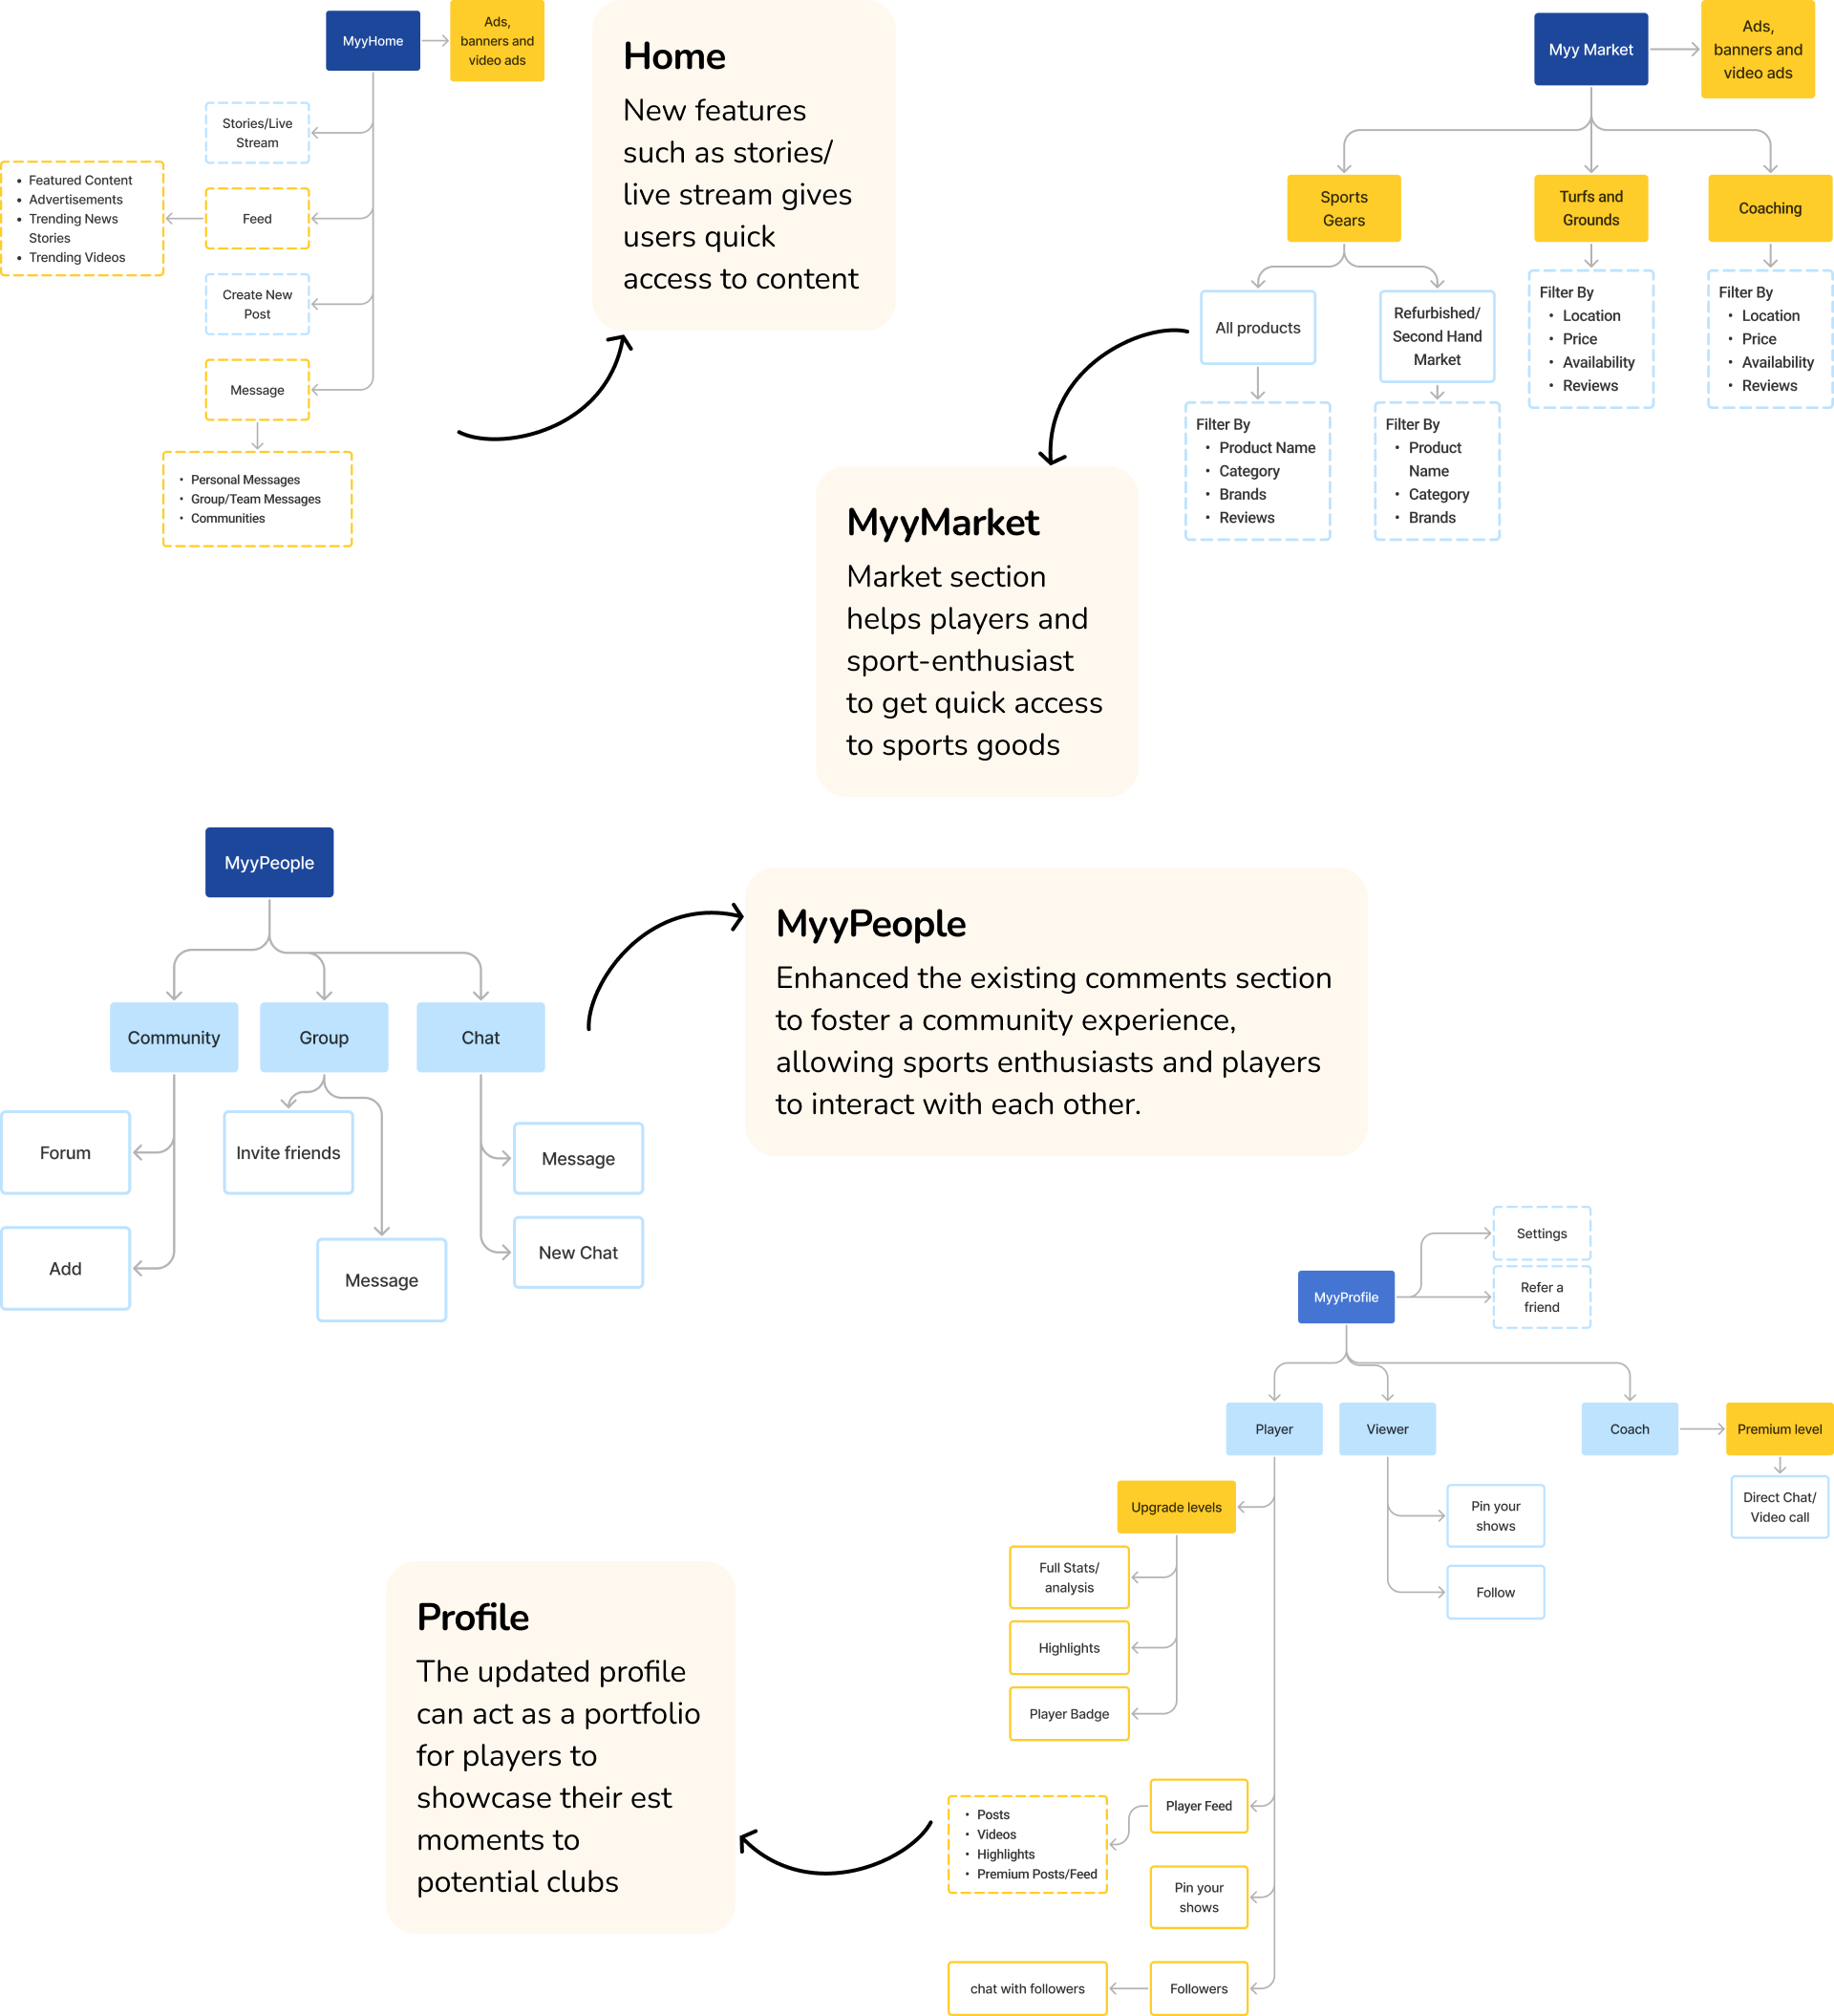 MyyHome
Ads,
banners and
video ads
Stories/Live
Stream
Feed
• Featured Content
• Advertisements
• Trending News
Stories
• Trending Videos
Create New
Post
Message
• Personal Messages
• Group/Team Messages
• Communities
Home
New features
such as stories/
live stream gives
users quick
access to content
Myy Market
Ads,
banners and
video ads
Sports
Gears
Turfs and
Grounds
Coaching
All products
Refurbished/
Second Hand
Market
Filter By
• Product Name
• Category
• Brands
• Reviews
Filter By
• Product
Name
• Category
• Brands
Filter By
• Location
• Price
• Availability
• Reviews
Filter By
• Location
• Price
• Availability
• Reviews
MyyMarket
Market section
helps players and
sport-enthusiast
to get quick access
to sports goods
MyyPeople
Community
Group
Chat
Forum
Add
Invite friends
Message
Message
New Chat
MyyPeople
Enhanced the existing comments section
to foster a community experience,
allowing sports enthusiasts and players
to interact with each other.
MyyProfile
Settings
Refer a
friend
Player
Viewer
Coach
Premium level
Direct Chat/
Video call
Pin your
shows
Follow
Upgrade levels
Full Stats/
analysis
Highlights
Player Badge
Player Feed
• Posts
• Videos
• Highlights
• Premium Posts/Feed
Pin your
shows
Followers
chat with followers
Profile
The updated profile
can act as a portfolio
for players to
showcase their est
moments to
potential clubs